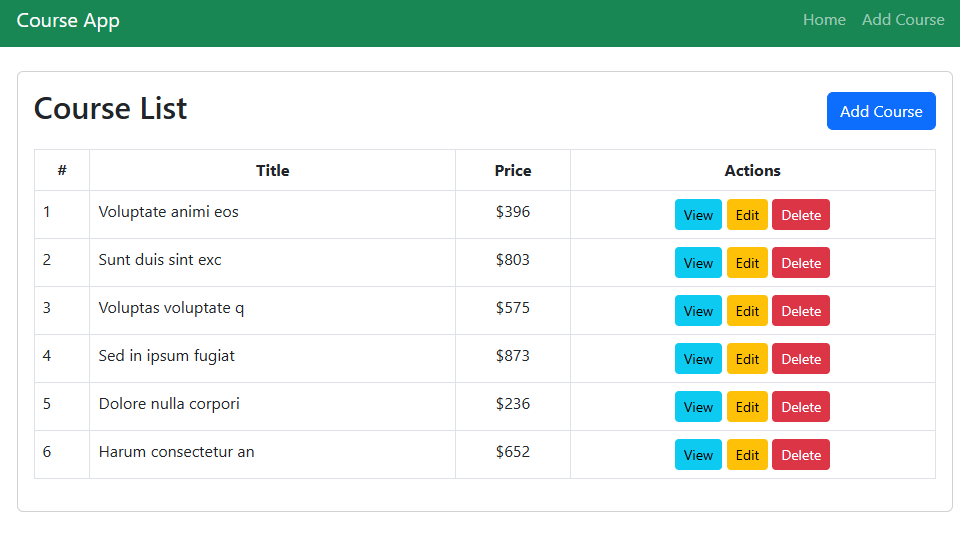 Course App Home Add Course
Course List Add Course
# Title Price Actions
1 Voluptate animi eos $396 View Edit Delete
2 Sunt duis sint exc $803 View Edit Delete
3 Voluptas voluptate q $575 View Edit Delete
4 Sed in ipsum fugiat $873 View Edit Delete
5 Dolore nulla corpori $236 View Edit Delete
6 Harum consectetur an $652 View Edit Delete